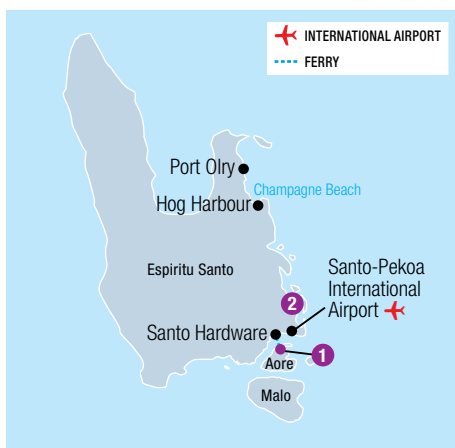 INTERNATIONAL AIRPORT
FERRY
Port Olry
Champagne Beach
Hog Harbour
Espiritu Santo
Santo-Pekoa
International
Airport
2
Santo Hardware
1
Aore
Malo